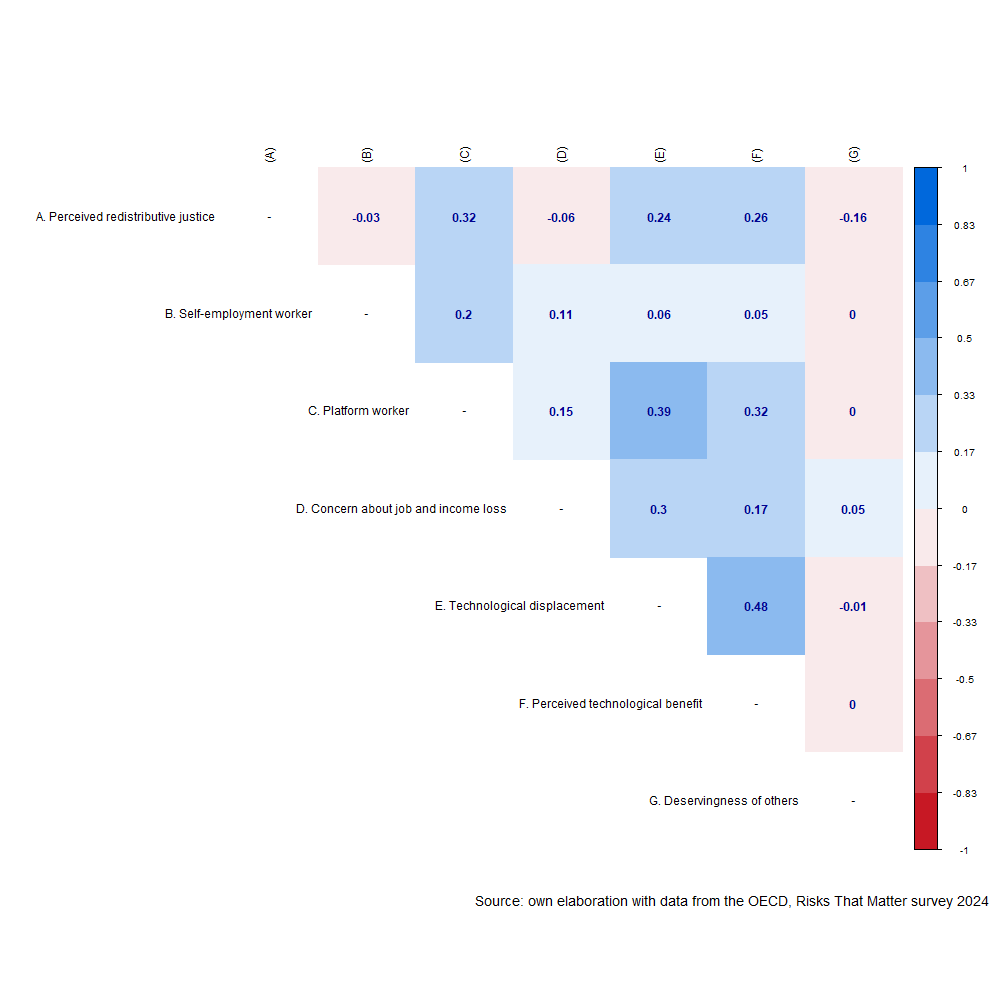 (A) (B) (C) (D) (E) (F) (G)
A. Perceived redistributive justice - -0.03 0.32 -0.06 0.24 0.26 -0.16
B. Self-employment worker - 0.2 0.11 0.06 0.05 0
C. Platform worker - 0.15 0.39 0.32 0
D. Concern about job and income loss - 0.3 0.17 0.05
E. Technological displacement - 0.48 -0.01
F. Perceived technological benefit - 0
G. Deservingness of others -
1
0.83
0.67
0.5
0.33
0.17
0
-0.17
-0.33
-0.5
-0.67
-0.83
-1
Source: own elaboration with data from the OECD, Risks That Matter survey 2024